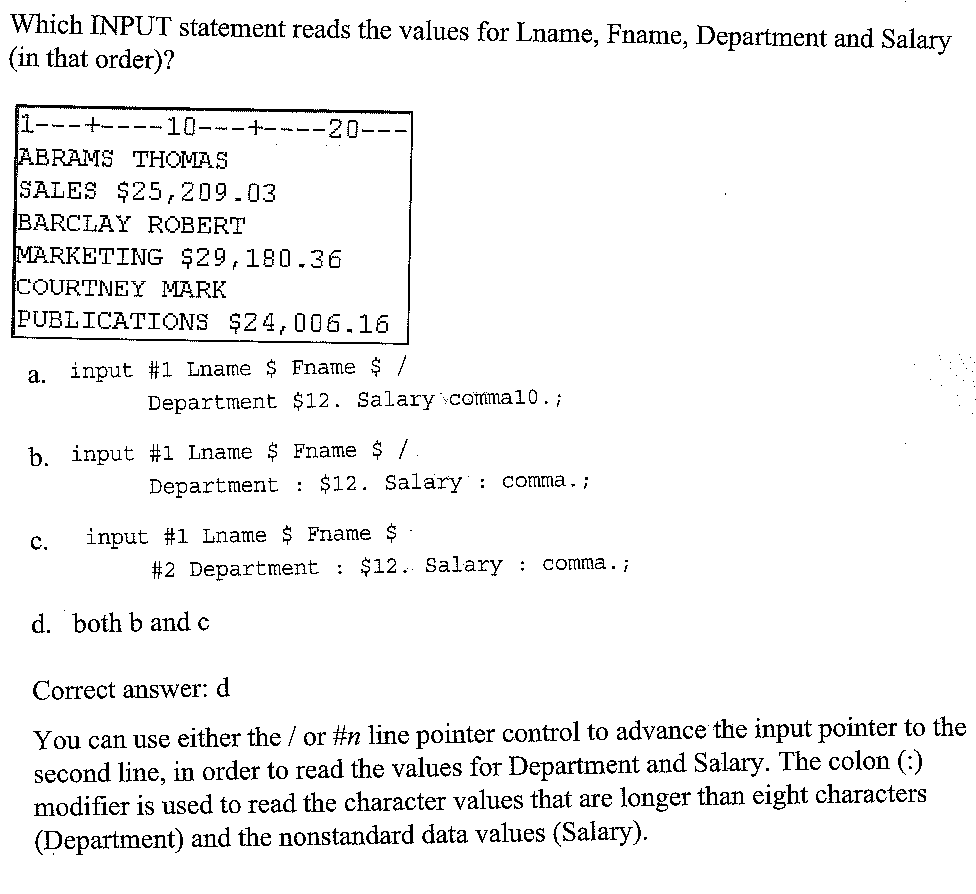 Which INPUT statement reads the values for Lname, Fname, Department and Salary
(in that order)?
1---+----10---+----20---
ABRAMS THOMAS
SALES $25,209.03
BARCLAY ROBERT
MARKETING $29,180.36
COURTNEY MARK
PUBLICATIONS $24,006.16
a. input #1 Lname $ Fname $ /
Department $12. Salary comma10.;
b. input #1 Lname $ Fname $ /
Department : $12. Salary : comma.;
c. input #1 Lname $ Fname $
#2 Department : $12. Salary : comma.;
d. both b and c
Correct answer: d
You can use either the / or #n line pointer control to advance the input pointer to the
second line, in order to read the values for Department and Salary. The colon (:)
modifier is used to read the character values that are longer than eight characters
(Department) and the nonstandard data values (Salary).